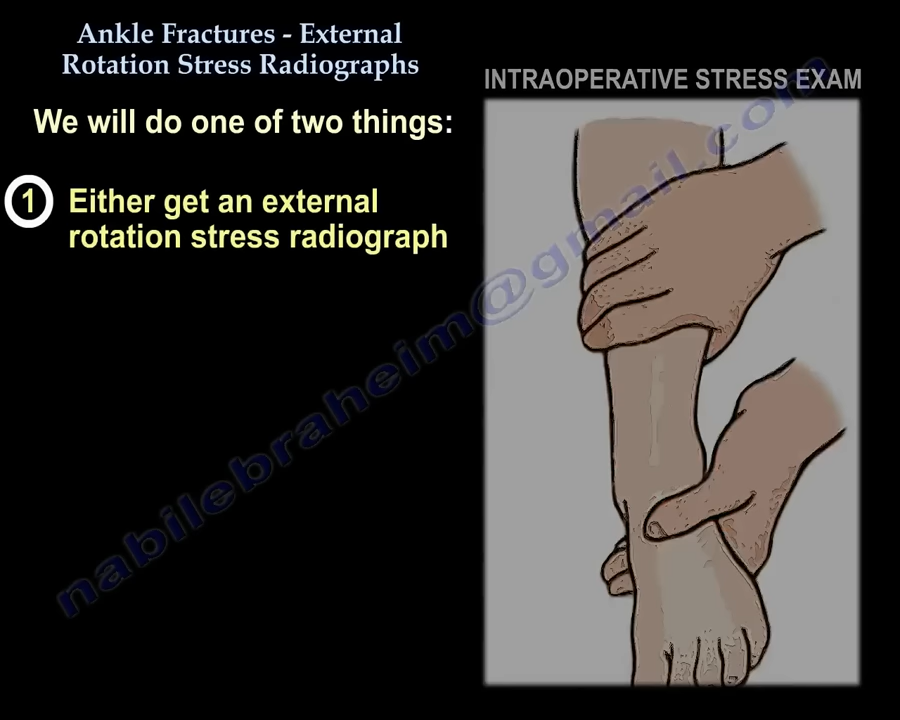 Ankle Fractures - External
Rotation Stress Radiographs
We will do one of two things:
1 Either get an external
rotation stress radiograph
INTRAOPERATIVE STRESS EXAM
nabilebraheim@gmail.com